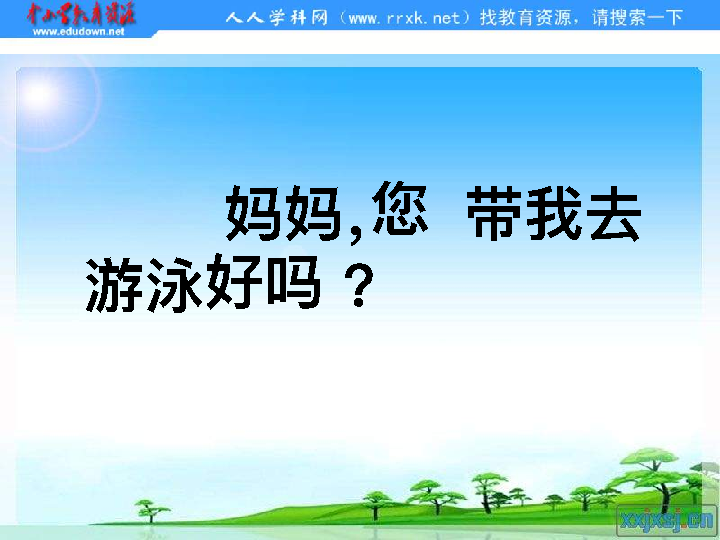 中小学教育资源
www.edudown.net
人人学科网（www.rrxk.net）找教育资源，请搜索一下
妈妈,您 带我去
游泳好吗？
xxjxsj.cn